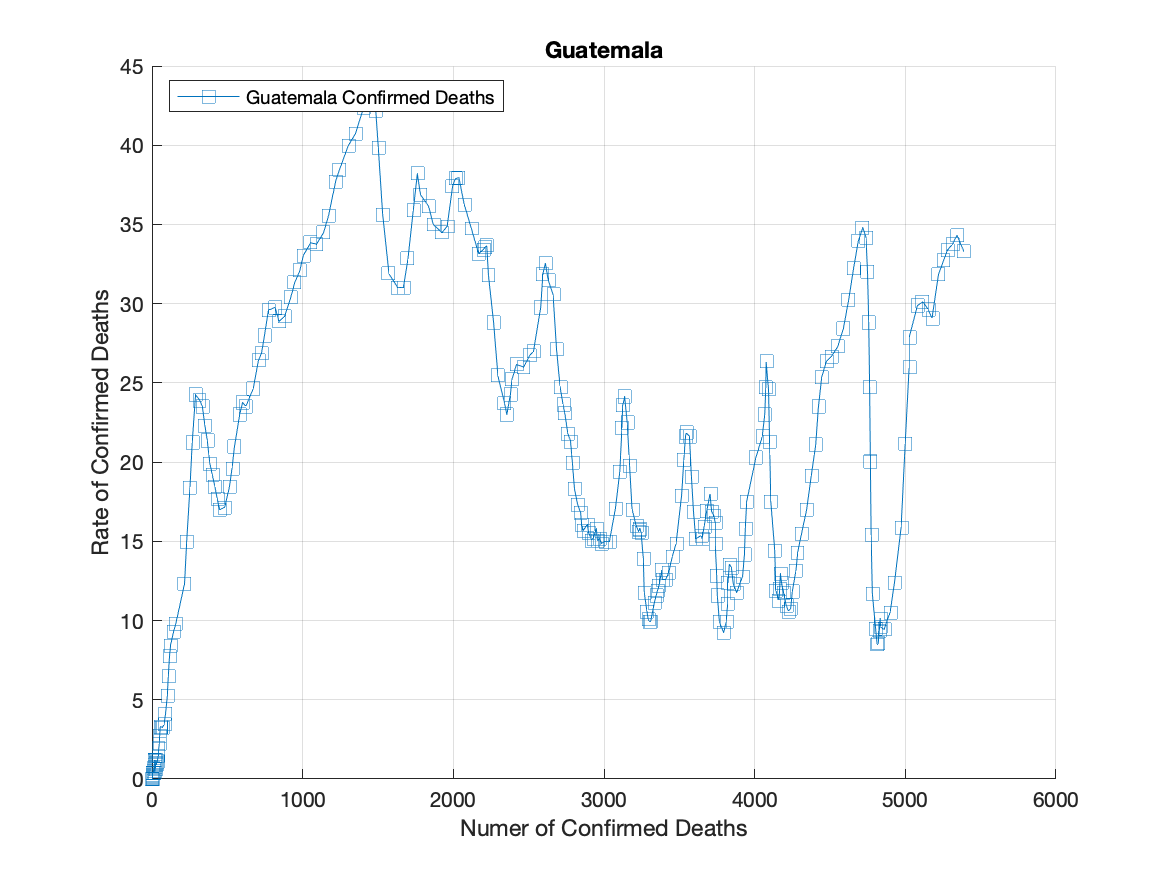 Guatemala
Guatemala Confirmed Deaths
45
40
35
30
25
20
15
10
5
0
Rate of Confirmed Deaths
0 1000 2000 3000 4000 5000 6000
Numer of Confirmed Deaths